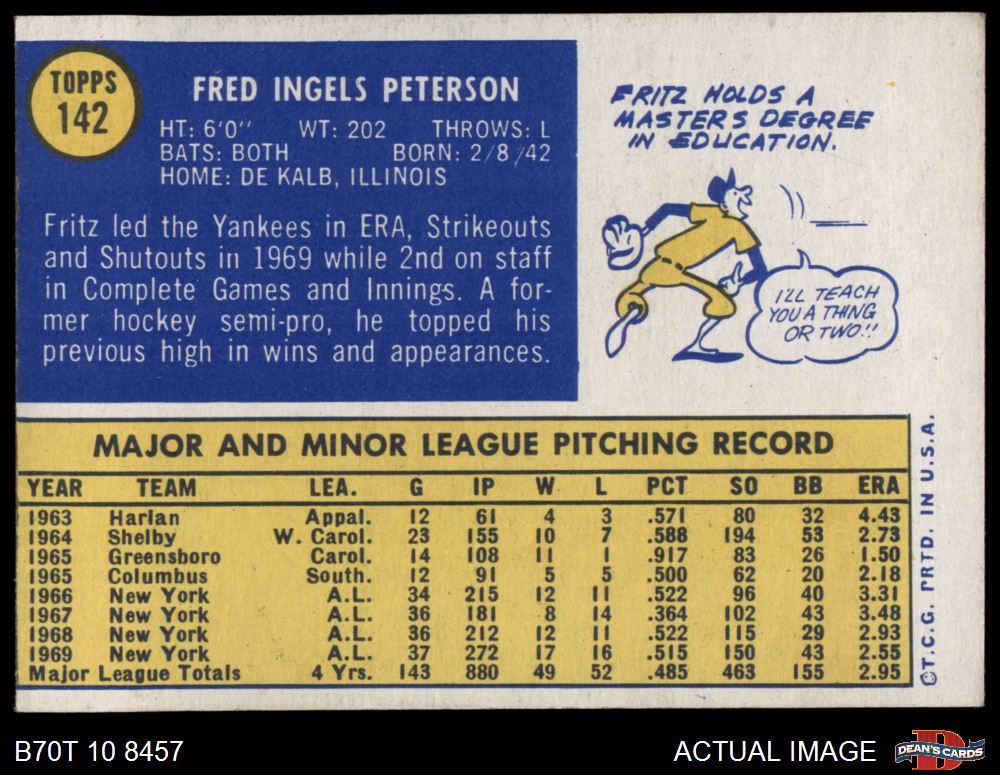 TOPPS
142
FRED INGELS PETERSON
HT: 6'0" WT: 202 THROWS: L
BATS: BOTH BORN: 2/8/42
HOME: DE KALB, ILLINOIS
Fritz led the Yankees in ERA, Strikeouts
and Shutouts in 1969 while 2nd on staff
in Complete Games and Innings. A for-
mer hockey semi-pro, he topped his
previous high in wins and appearances.
FRITZ HOLDS A
MASTERS DEGREE
IN EDUCATION.
I'LL TEACH
YOU A THING
OR TWO!!
MAJOR AND MINOR LEAGUE PITCHING RECORD
YEAR TEAM LEA. G IP W L PCT SO BB ERA
1963 Harlan Appal. 12 61 4 3 .571 80 32 4.43
1964 Shelby W. Carol. 23 155 10 7 .588 194 53 2.73
1965 Greensboro Carol. 14 108 11 1 .917 83 26 1.50
1965 Columbus South. 12 91 5 5 .500 62 20 2.18
1966 New York A.L. 34 215 12 11 .522 96 40 3.31
1967 New York A.L. 36 181 8 14 .364 102 43 3.48
1968 New York A.L. 36 212 12 11 .522 115 29 2.93
1969 New York A.L. 37 272 17 16 .515 150 43 2.55
Major League Totals 4 Yrs. 143 880 49 52 .485 463 155 2.95
©T.C.G. PRTD. IN U.S.A.
B70T 10 8457
ACTUAL IMAGE
D
DEAN'S CARDS